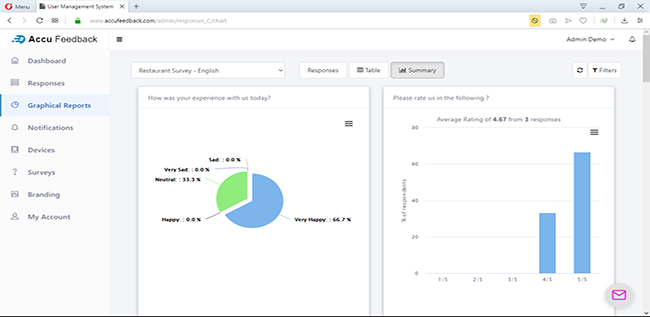 Menu
User Management System
www.accufeedback.com/admin/responses_C/chart
Accu Feedback
Admin Demo
Dashboard
Responses
Graphical Reports
Notifications
Devices
Surveys
Branding
My Account
Restaurant Survey - English
Responses
Table
Summary
Filters
How was your experience with us today?
Sad: : 0.0 %
Very Sad: : 0.0 %
Neutral: : 33.3 %
Happy: : 0.0 %
Very Happy: : 66.7 %
Please rate us in the following ?
Average Rating of 4.67 from 3 responses
% of respondents
80
60
40
20
0
1/5
2/5
3/5
4/5
5/5